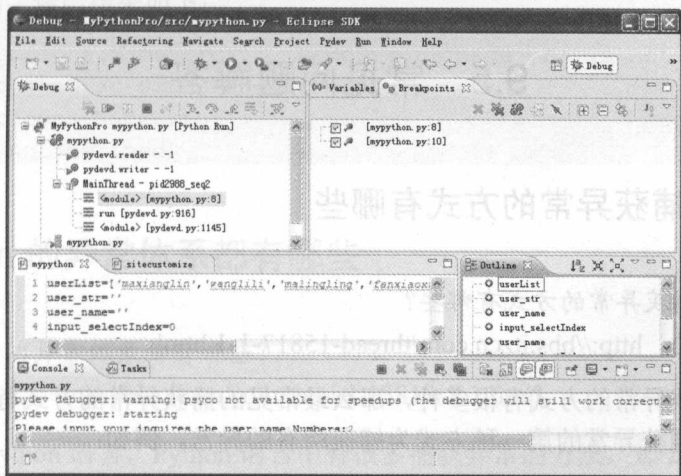 Debug - MyPythonPro/src/mypython.py - Eclipse SDK
File Edit Source Refactoring Navigate Search Project Pydev Run Window Help
Debug
Debug
Variables Breakpoints
MyPythonPro mypython.py [Python Run]
mypython.py
pydevd.reader - -1
pydevd.writer - -1
MainThread - pid2988_seq2
<module> [mypython.py:8]
run [pydevd.py:916]
<module> [pydevd.py:1145]
mypython.py
[mypython.py:8]
[mypython.py:10]
mypython sitecustomize
1 userList=['maxianglin','wanglili','malingling','fenxiaox
2 user_str=''
3 user_name=''
4 input_selectIndex=0
Outline
userList
user_str
user_name
input_selectIndex
user_name
Console Tasks
mypython.py
pydev debugger: warning: psyco not available for speedups (the debugger will still work correct
pydev debugger: starting
Please input your inquires the user name Numbers:2